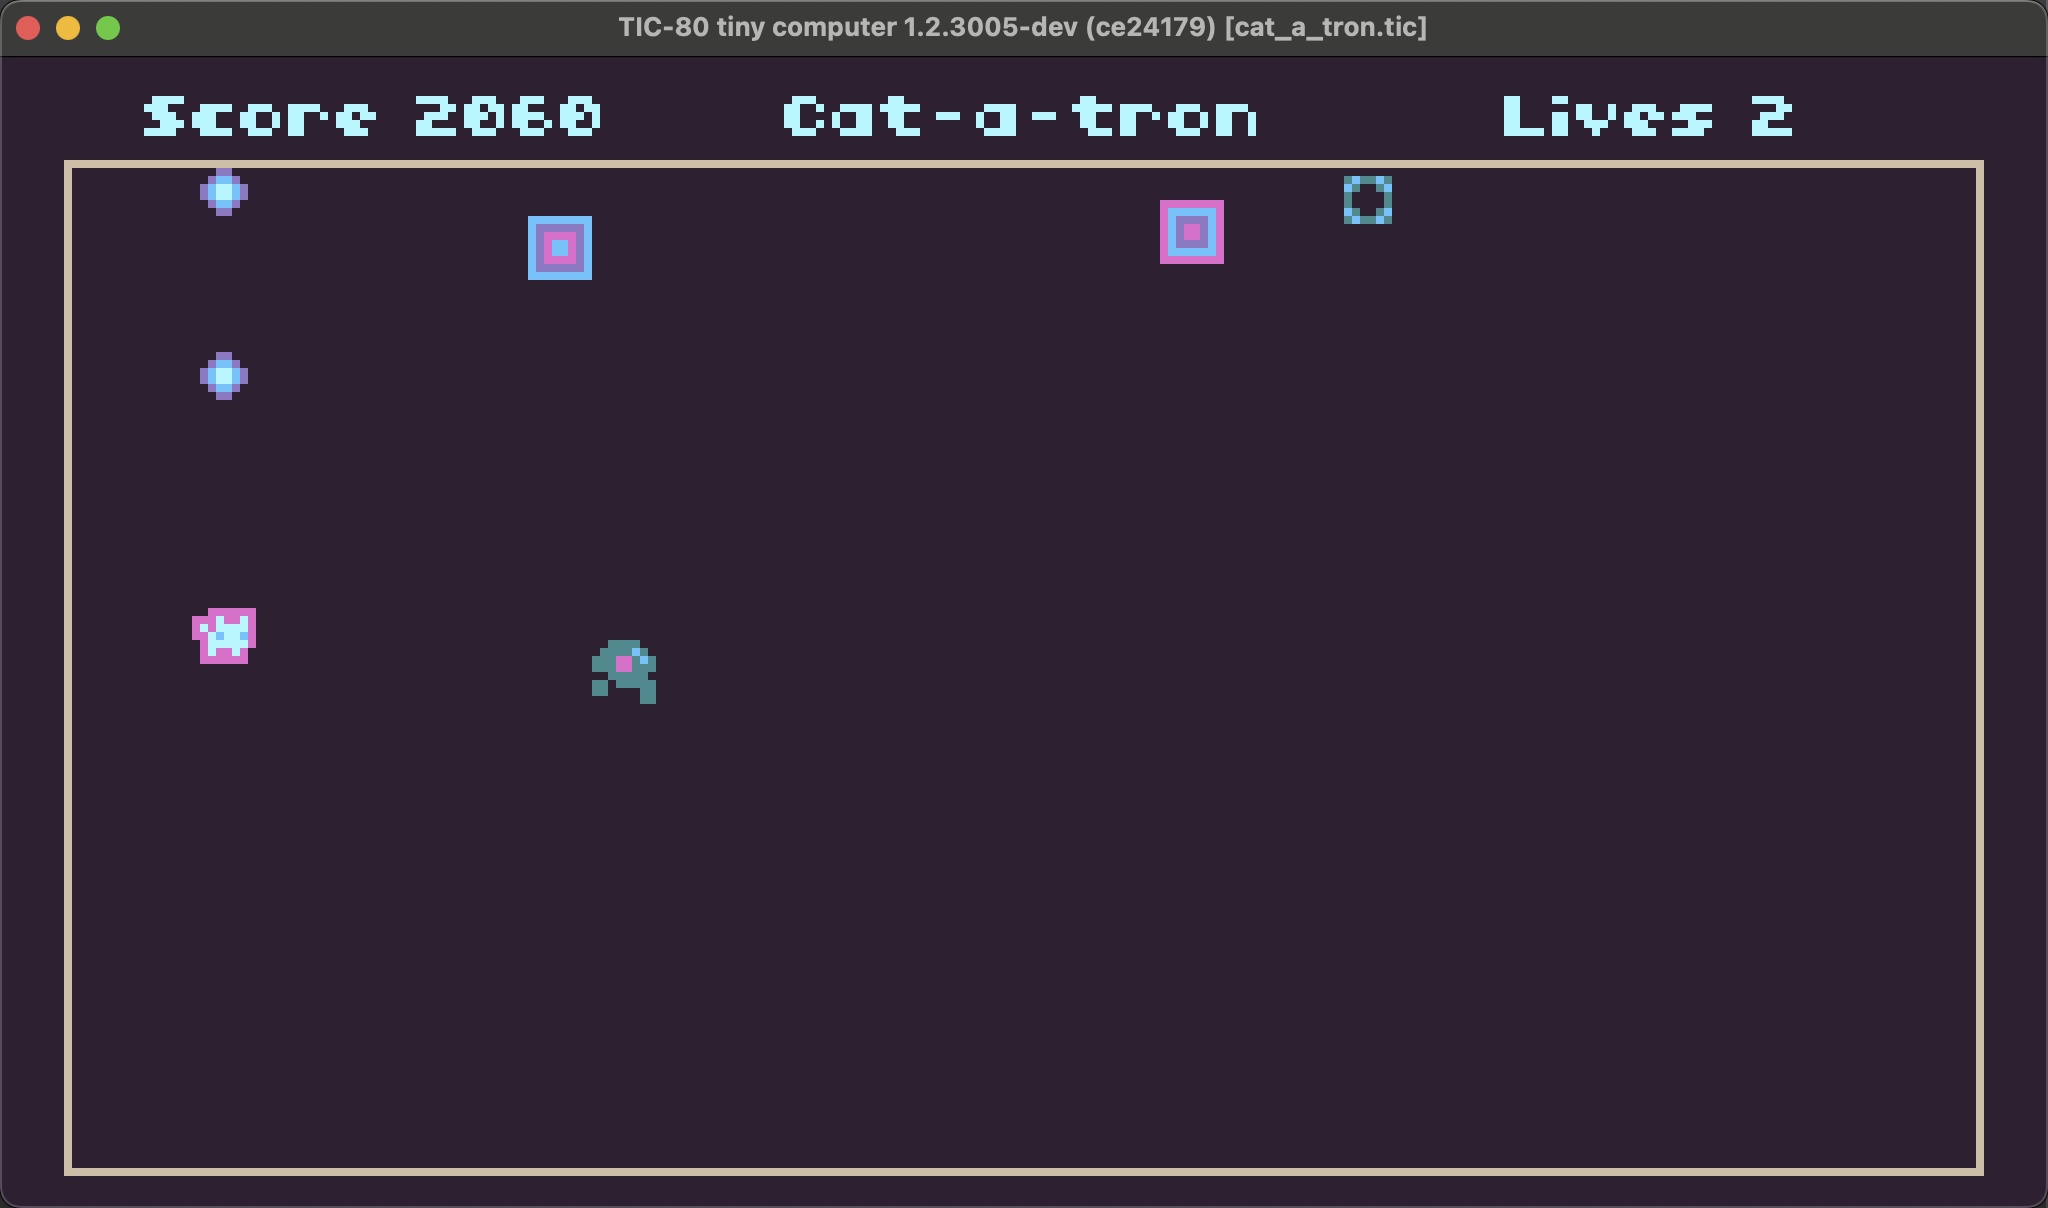 TIC-80 tiny computer 1.2.3005-dev (ce24179) [cat_a_tron.tic]
Score 2060 Cat-a-tron Lives 2